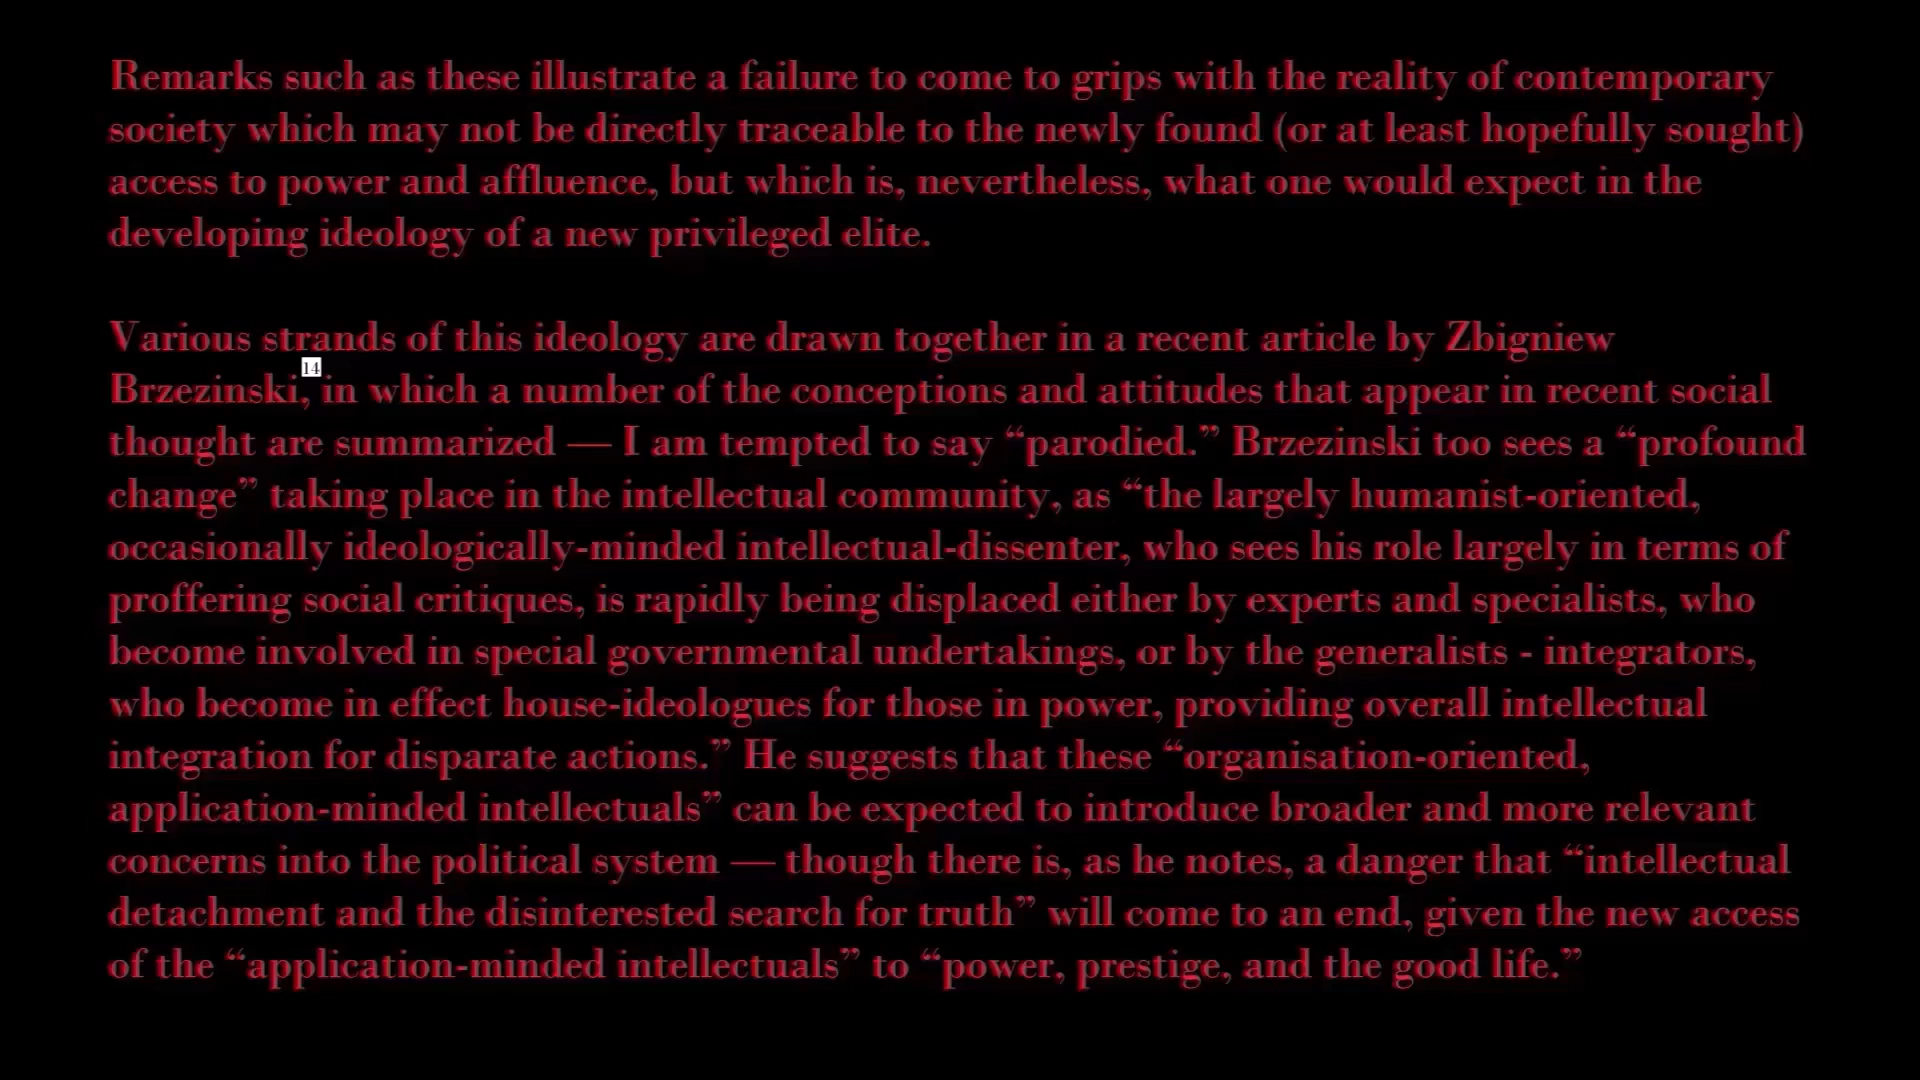 Remarks such as these illustrate a failure to come to grips with the reality of contemporary
society which may not be directly traceable to the newly found (or at least hopefully sought)
access to power and affluence, but which is, nevertheless, what one would expect in the
developing ideology of a new privileged elite.
Various strands of this ideology are drawn together in a recent article by Zbigniew
Brzezinski,14 in which a number of the conceptions and attitudes that appear in recent social
thought are summarized — I am tempted to say “parodied.” Brzezinski too sees a “profound
change” taking place in the intellectual community, as “the largely humanist-oriented,
occasionally ideologically-minded intellectual-dissenter, who sees his role largely in terms of
proffering social critiques, is rapidly being displaced either by experts and specialists, who
become involved in special governmental undertakings, or by the generalists - integrators,
who become in effect house-ideologues for those in power, providing overall intellectual
integration for disparate actions.” He suggests that these “organisation-oriented,
application-minded intellectuals” can be expected to introduce broader and more relevant
concerns into the political system — though there is, as he notes, a danger that “intellectual
detachment and the disinterested search for truth” will come to an end, given the new access
of the “application-minded intellectuals” to “power, prestige, and the good life.”